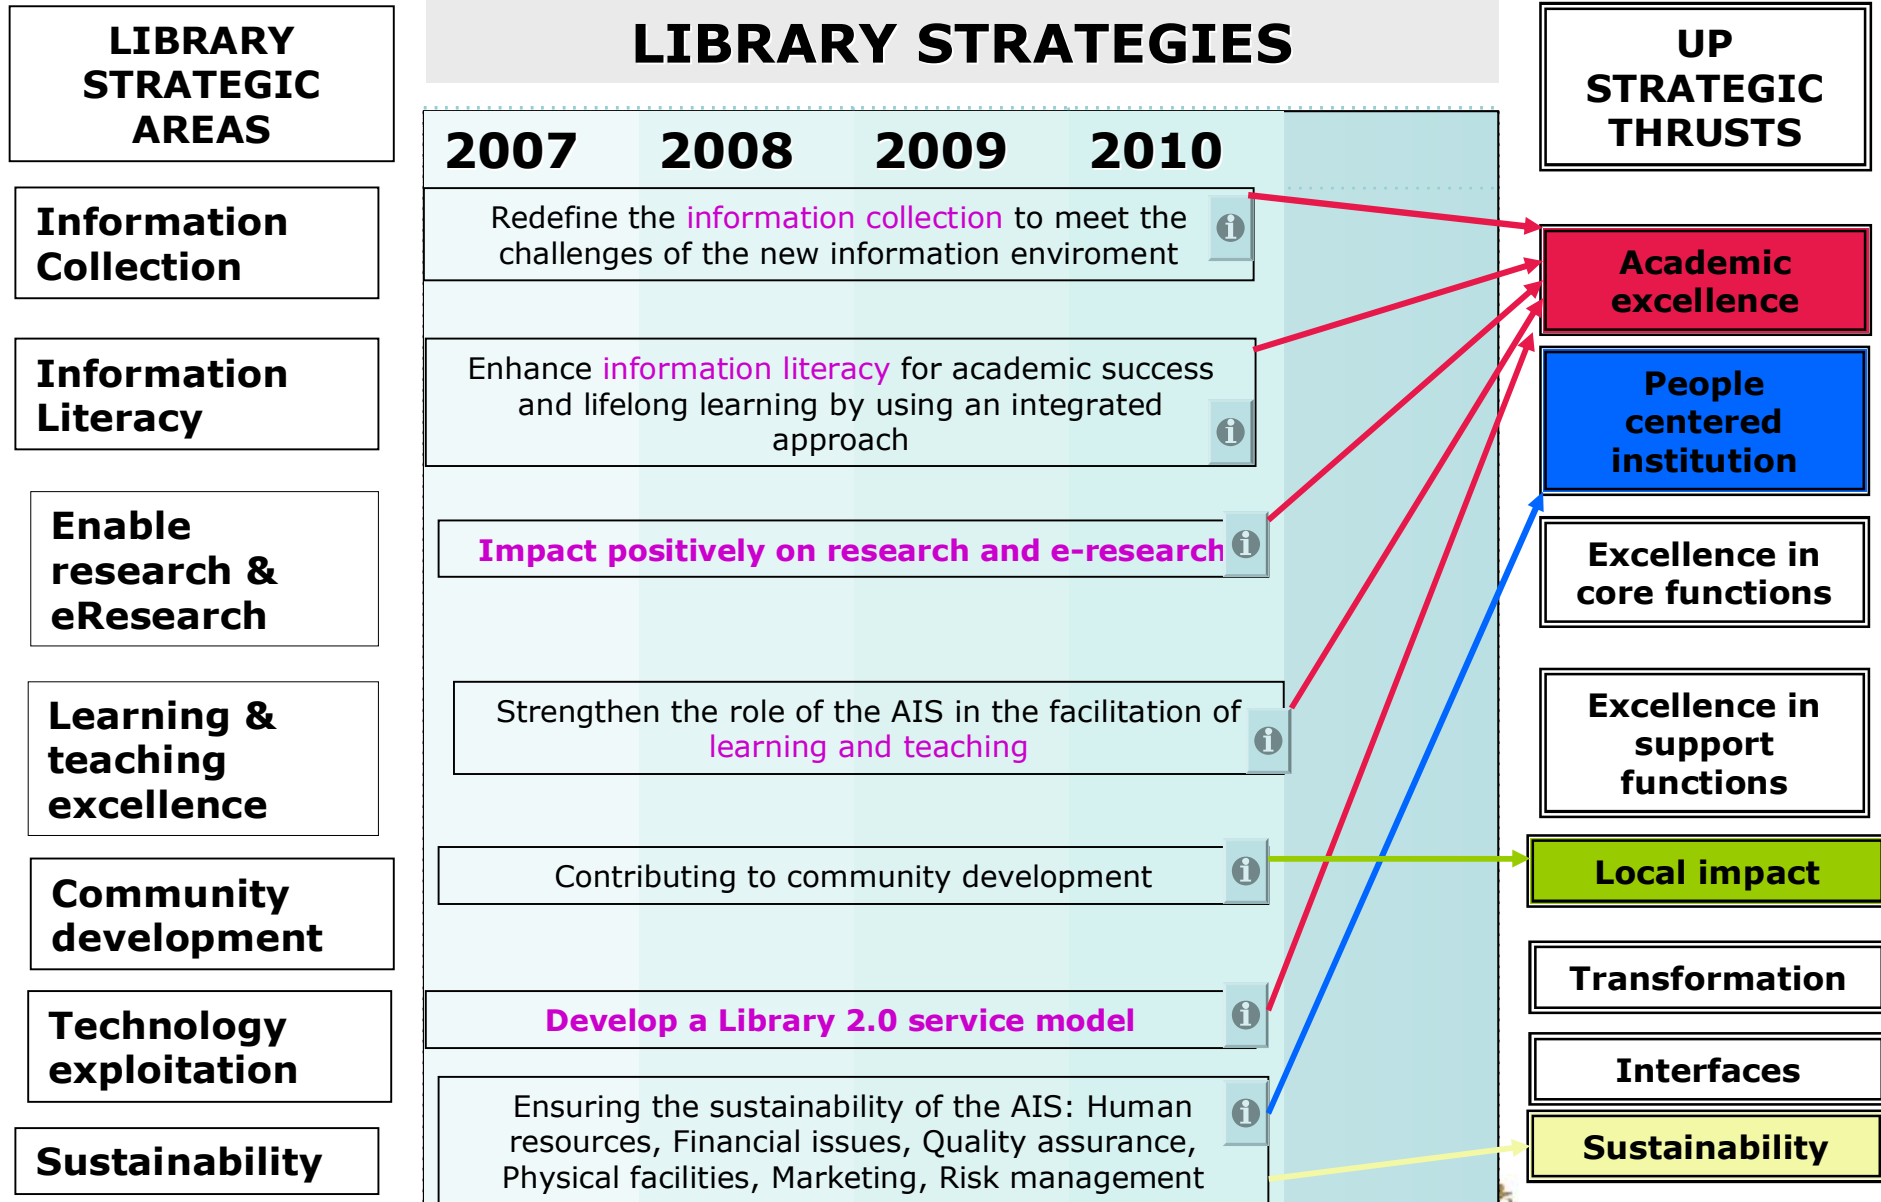 LIBRARY
STRATEGIC
AREAS
LIBRARY STRATEGIES
UP
STRATEGIC
THRUSTS
2007 2008 2009 2010
Information
Collection
Redefine the information collection to meet the
challenges of the new information enviroment
Academic
excellence
Information
Literacy
Enhance information literacy for academic success
and lifelong learning by using an integrated
approach
People
centered
institution
Enable
research &
eResearch
Impact positively on research and e-research
Excellence in
core functions
Learning &
teaching
excellence
Strengthen the role of the AIS in the facilitation of
learning and teaching
Excellence in
support
functions
Community
development
Contributing to community development
Local impact
Transformation
Technology
exploitation
Develop a Library 2.0 service model
Interfaces
Sustainability
Ensuring the sustainability of the AIS: Human
resources, Financial issues, Quality assurance,
Physical facilities, Marketing, Risk management
Sustainability